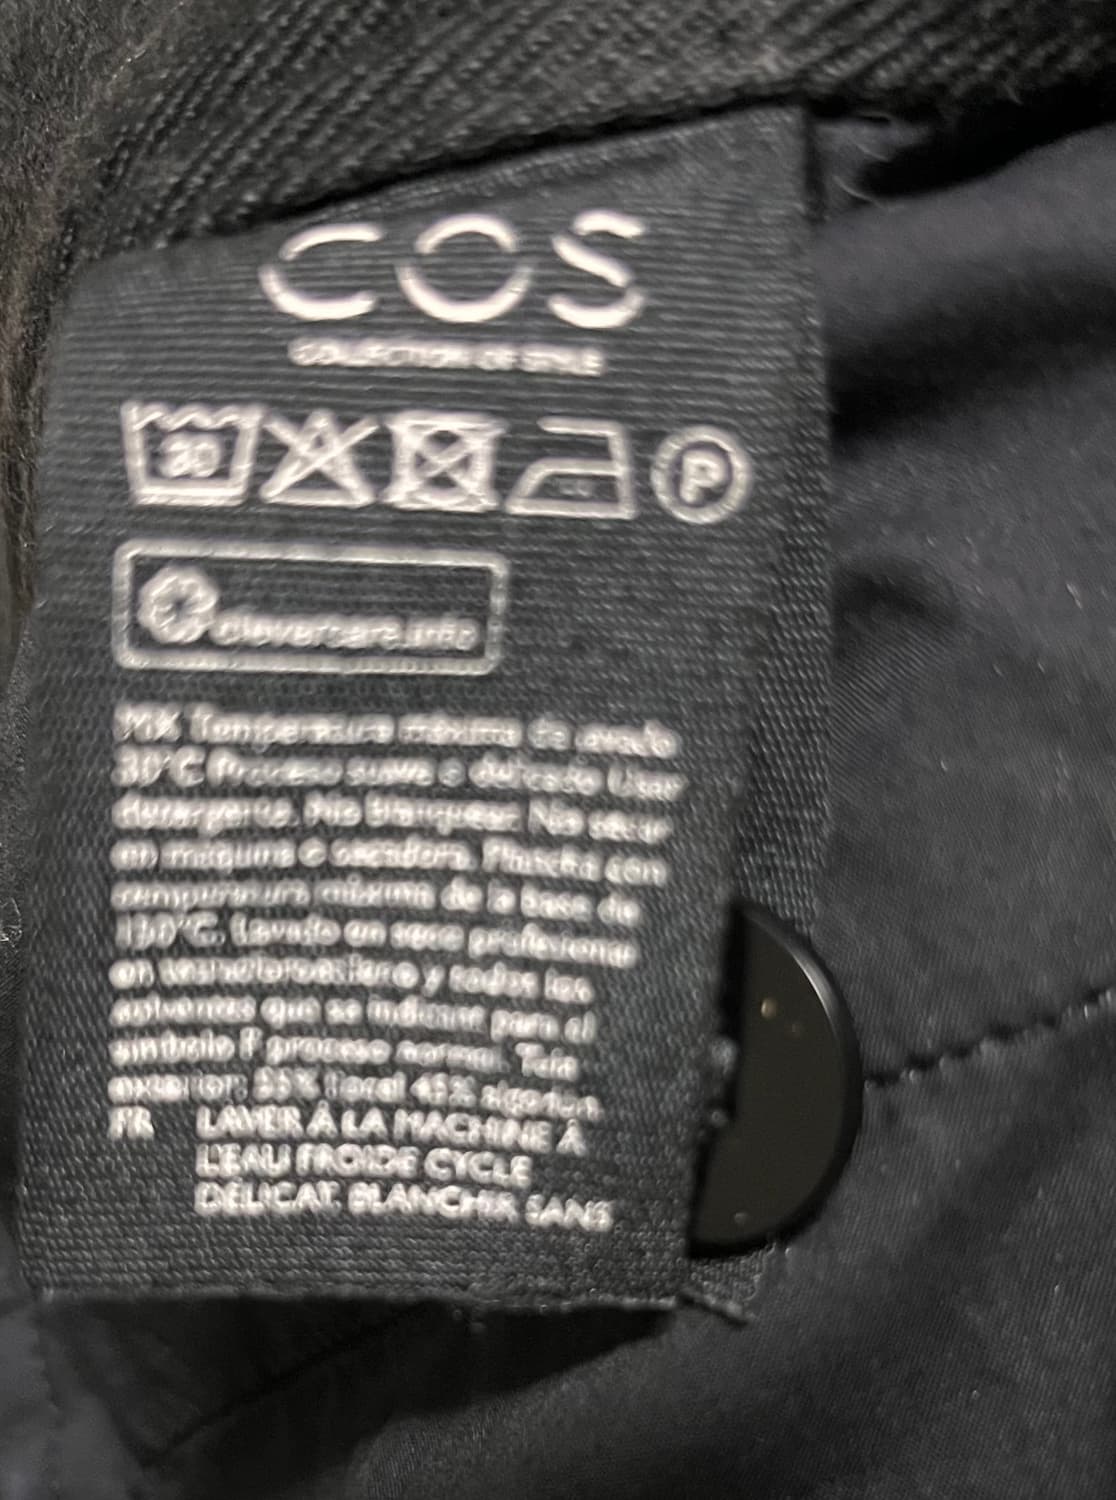 COS
COLLECTION OF STYLE
30
P
clevercare.info
MX Temperatura máxima de lavado
30°C Proceso suave o delicado Usar
detergente. No blanquear. No secar
en máquina o secadora. Plancha con
temperatura máxima de la base de
150°C. Lavado en seco profesional
en tetracloroetileno y todos los
solventes que se indican para el
símbolo F proceso normal. Tela
exterior: 55% 45% algodón
FR LAVER À LA MACHINE À
L'EAU FROIDE CYCLE
DÉLICAT. BLANCHIR SANS